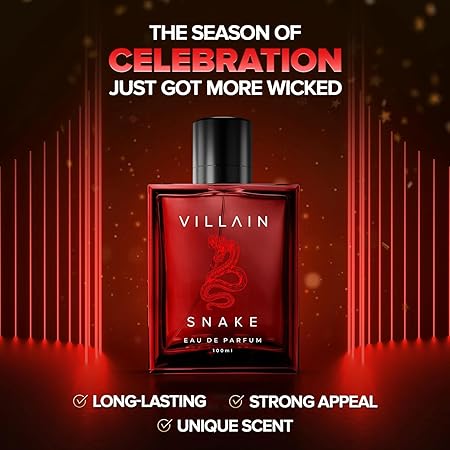 THE SEASON OF
CELEBRATION
JUST GOT MORE WICKED
VILLAIN
SNAKE
EAU DE PARFUM
100ml
LONG-LASTING
STRONG APPEAL
UNIQUE SCENT